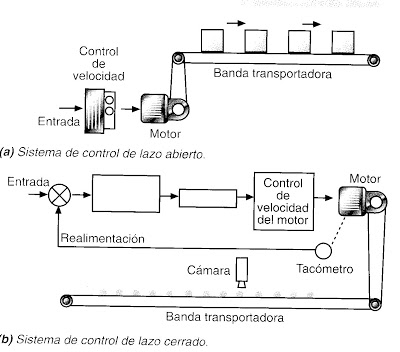 Control
de
velocidad
Entrada
Motor
Banda transportadora
(a) Sistema de control de lazo abierto.
Entrada
Control
de
velocidad
del motor
Motor
Realimentación
Tacómetro
Cámara
Banda transportadora
(b) Sistema de control de lazo cerrado.